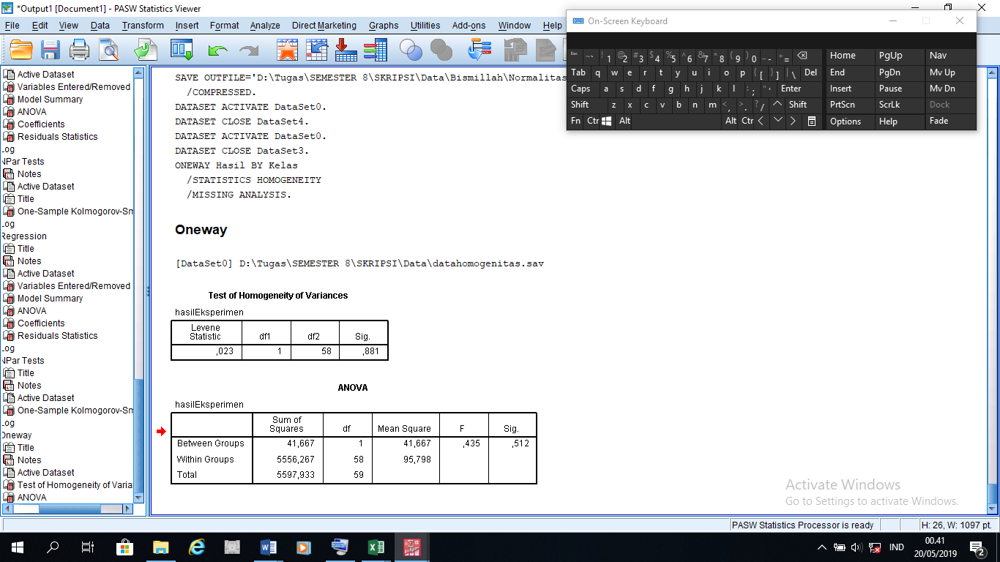 *Output1 [Document1] - PASW Statistics Viewer
File Edit View Data Transform Insert Format Analyze Direct Marketing Graphs Utilities Add-ons Window Help
Active Dataset
Variables Entered/Removed
Model Summary
ANOVA
Coefficients
Residuals Statistics
Log
NPar Tests
Notes
Active Dataset
Title
One-Sample Kolmogorov-Sm
Log
Regression
Title
Notes
Active Dataset
Variables Entered/Removed
Model Summary
ANOVA
Coefficients
Residuals Statistics
Log
NPar Tests
Title
Notes
Active Dataset
One-Sample Kolmogorov-Sm
Log
Oneway
Title
Notes
Active Dataset
Test of Homogeneity of Varia
ANOVA
SAVE OUTFILE='D:\Tugas\SEMESTER 8\SKRIPSI\Data\Bismillah\Normalitas
/COMPRESSED.
DATASET ACTIVATE DataSet0.
DATASET CLOSE DataSet4.
DATASET ACTIVATE DataSet0.
DATASET CLOSE DataSet3.
ONEWAY Hasil BY Kelas
/STATISTICS HOMOGENEITY
/MISSING ANALYSIS.
Oneway
[DataSet0] D:\Tugas\SEMESTER 8\SKRIPSI\Data\datahomogenitas.sav
Test of Homogeneity of Variances
hasilEksperimen
Levene Statistic df1 df2 Sig.
,023 1 58 ,881
ANOVA
hasilEksperimen
Sum of Squares df Mean Square F Sig.
Between Groups 41,667 1 41,667 ,435 ,512
Within Groups 5556,267 58 95,798
Total 5597,933 59
On-Screen Keyboard
Esc ~ ` ! 1 @ 2 # 3 $ 4 % 5 ^ 6 & 7 * 8 ( 9 ) 0 _ - + = Home PgUp Nav
Tab q w e r t y u i o p { [ } ] | \ Del End PgDn Mv Up
Caps a s d f g h j k l : ; " ' Enter Insert Pause Mv Dn
Shift z x c v b n m < , > . ? / Shift PrtScn ScrLk Dock
Fn Ctr Alt Alt Ctr Options Help Fade
Activate Windows
Go to Settings to activate Windows.
PASW Statistics Processor is ready H: 26, W: 1097 pt.
IND
00.41
20/05/2019
2